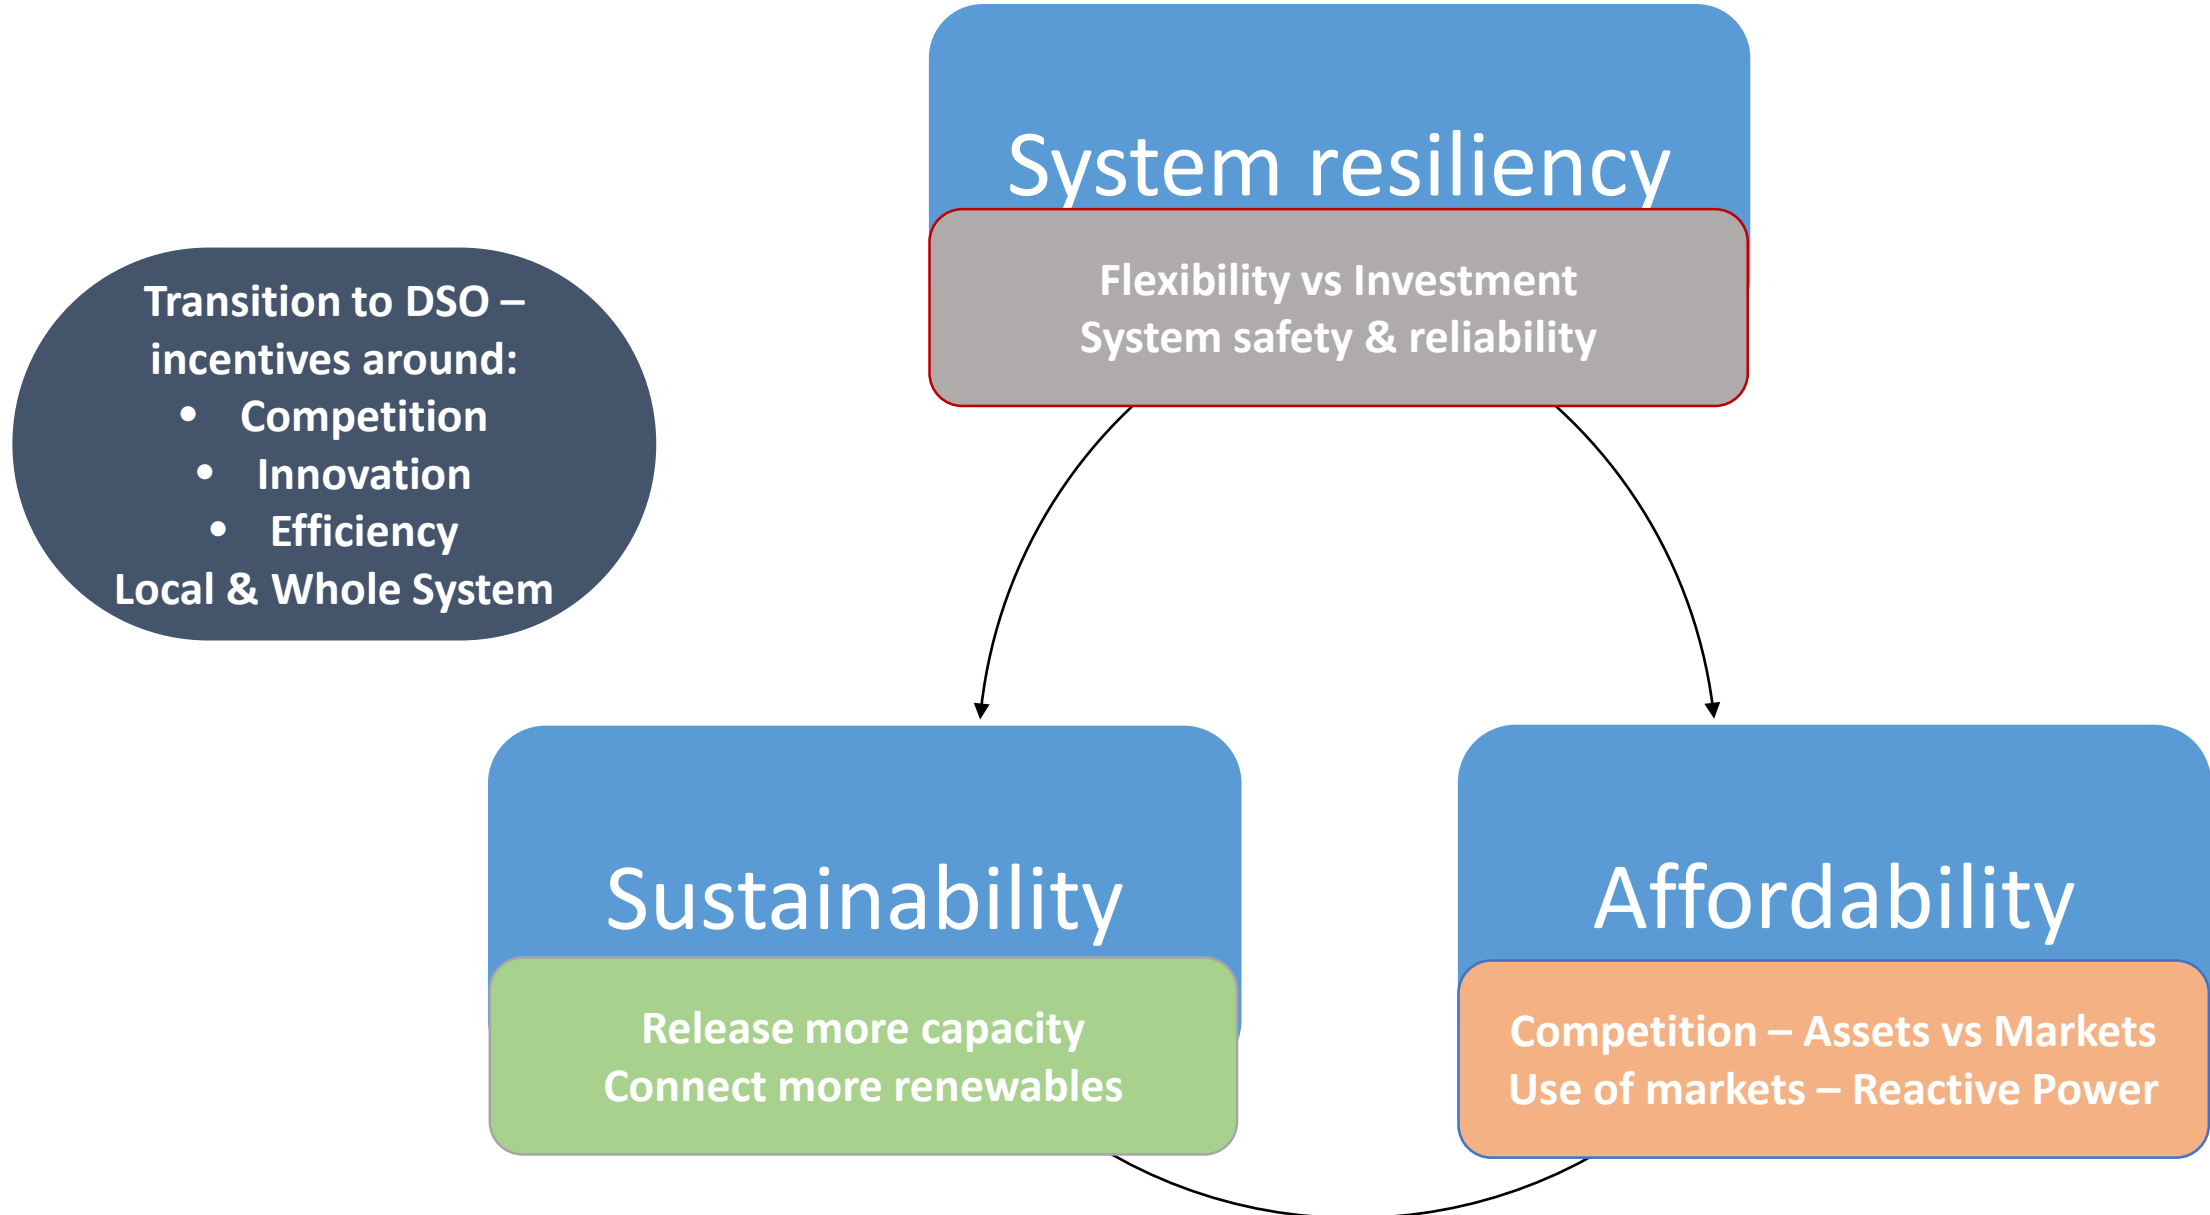 System resiliency
Flexibility vs Investment
System safety & reliability
Transition to DSO –
incentives around:
• Competition
• Innovation
• Efficiency
Local & Whole System
Sustainability
Release more capacity
Connect more renewables
Affordability
Competition – Assets vs Markets
Use of markets – Reactive Power